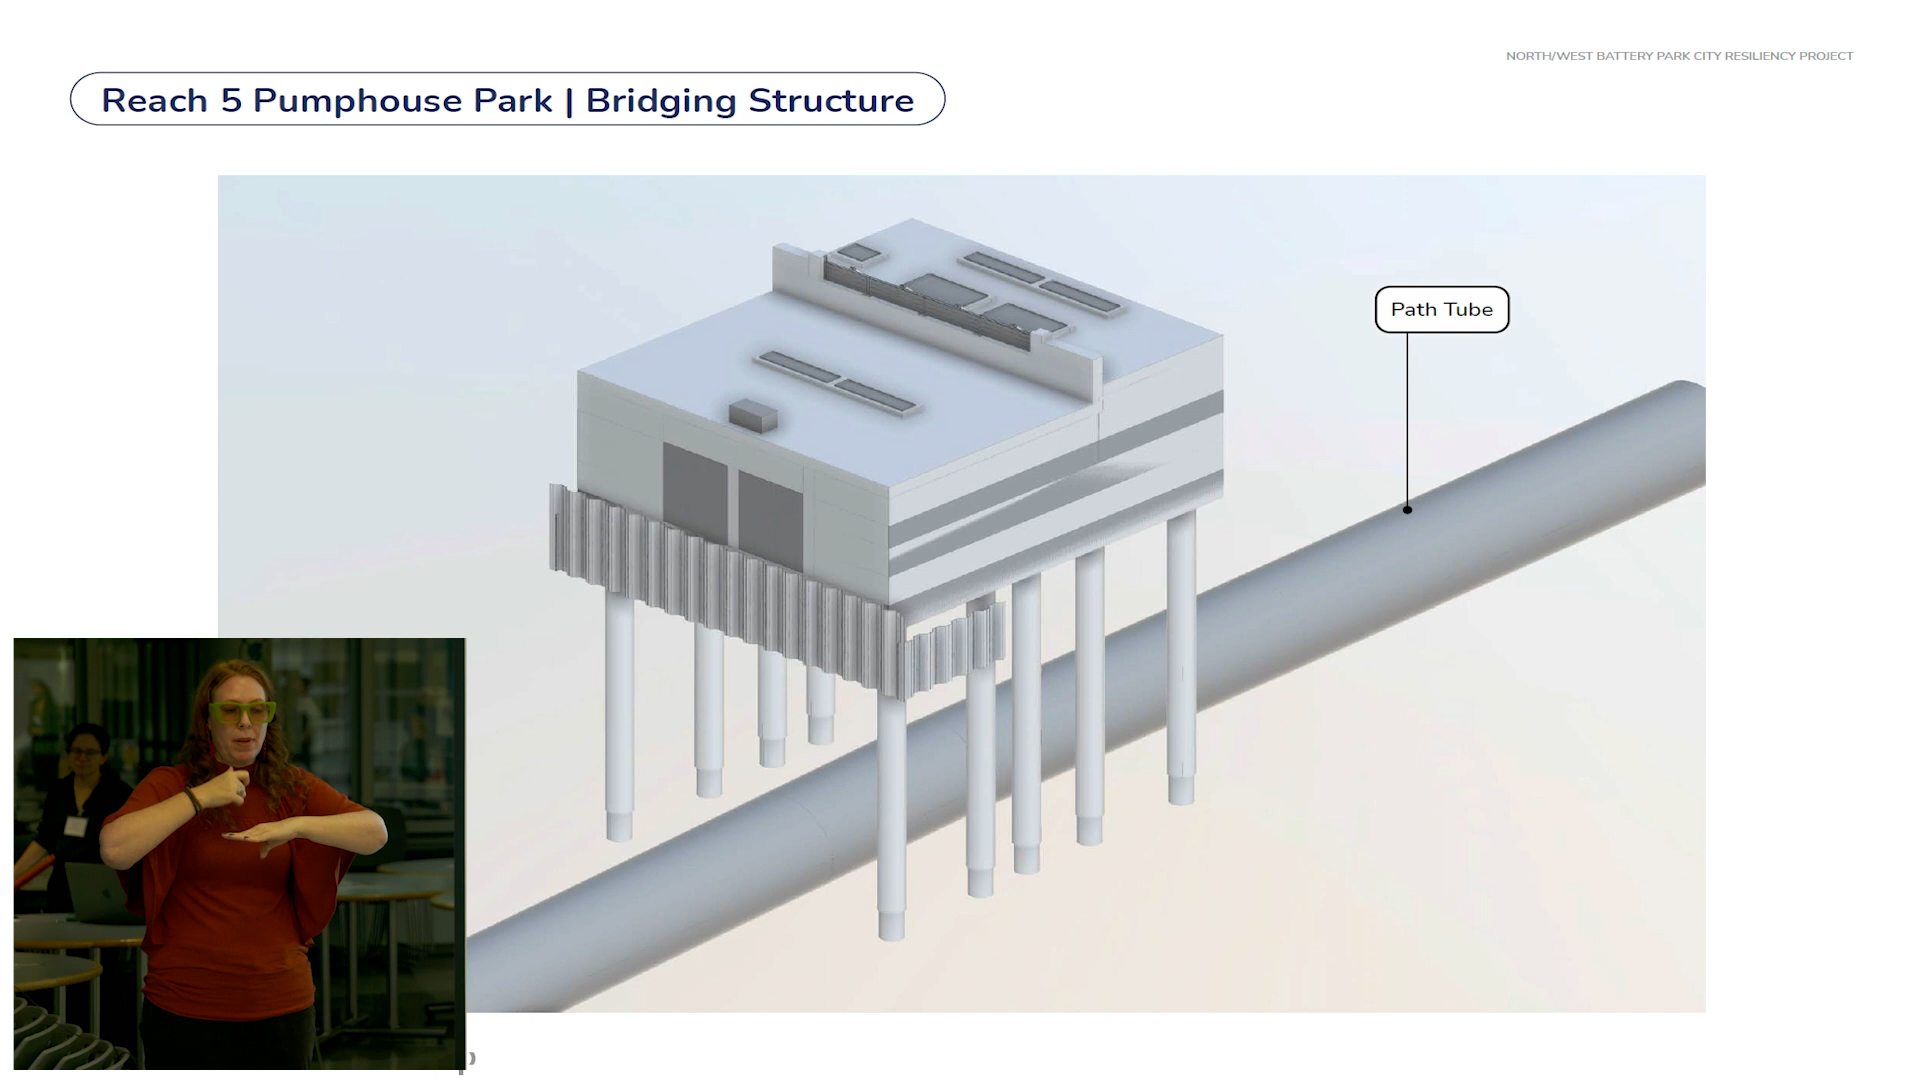 NORTH/WEST BATTERY PARK CITY RESILIENCY PROJECT
Reach 5 Pumphouse Park | Bridging Structure
Path Tube